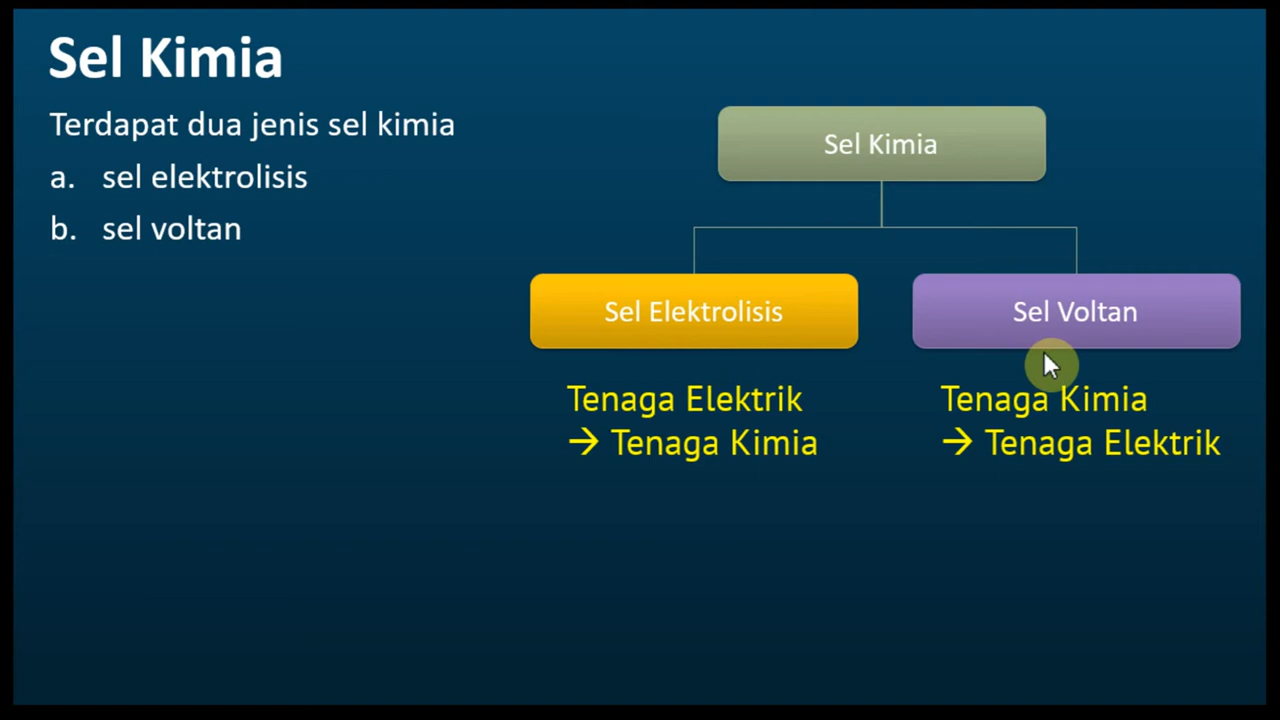 Sel Kimia
Terdapat dua jenis sel kimia
a. sel elektrolisis
b. sel voltan
Sel Kimia
Sel Elektrolisis
Sel Voltan
Tenaga Elektrik
→ Tenaga Kimia
Tenaga Kimia
→ Tenaga Elektrik